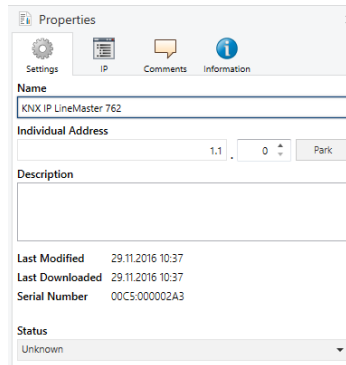 Properties
Settings IP Comments Information
Name
KNX IP LineMaster 762
Individual Address
1.1 . 0 Park
Description
Last Modified 29.11.2016 10:37
Last Downloaded 29.11.2016 10:37
Serial Number 00C5:000002A3
Status
Unknown